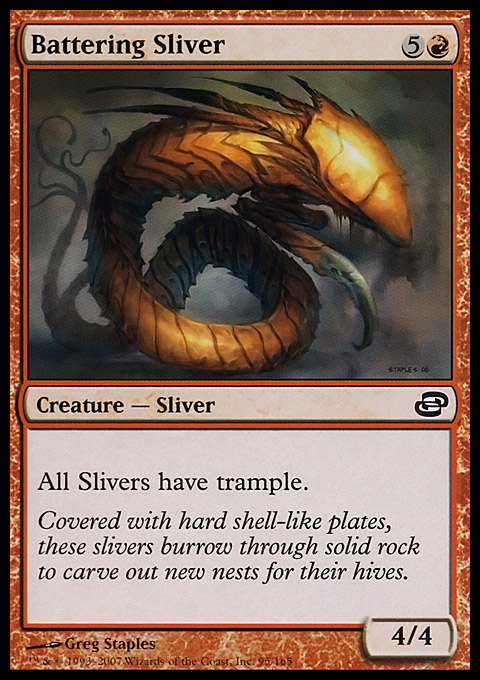 Battering Sliver 5
STAPLES 06
Creature — Sliver
All Slivers have trample.
Covered with hard shell-like plates,
these slivers burrow through solid rock
to carve out new nests for their hives.
4/4
Greg Staples
™ & © 1993-2007 Wizards of the Coast, Inc. 95/165